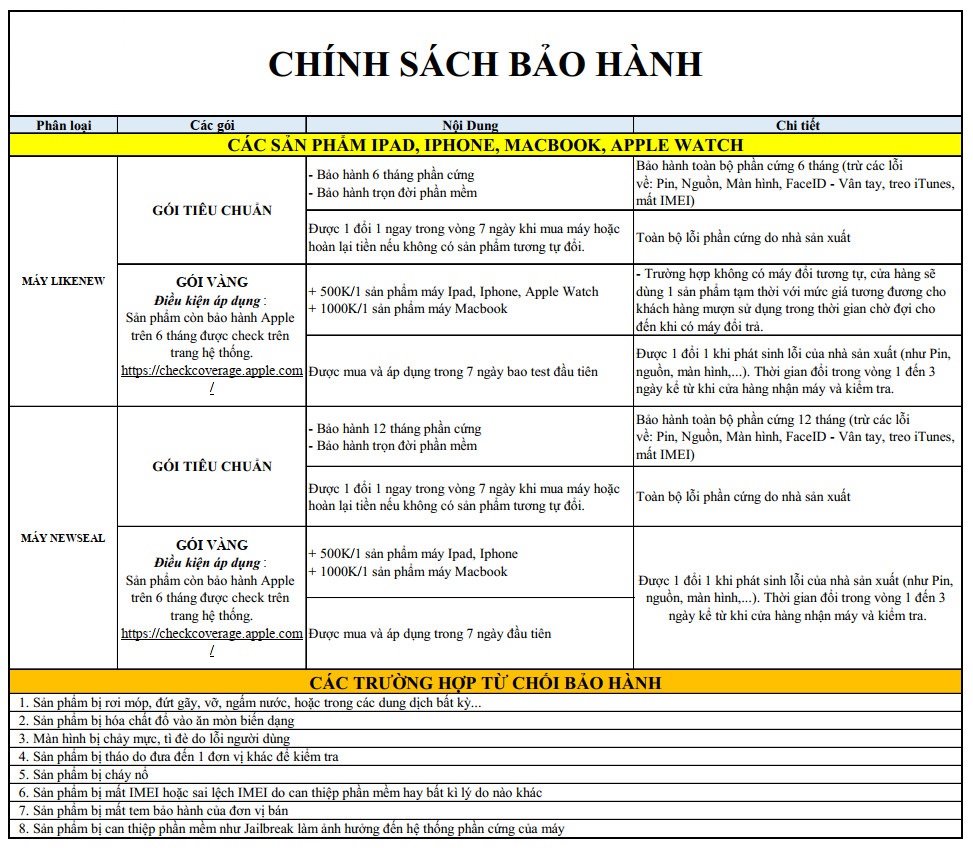 CHÍNH SÁCH BẢO HÀNH
Phân loại
Các gói
Nội Dung
Chi tiết
CÁC SẢN PHẨM IPAD, IPHONE, MACBOOK, APPLE WATCH
MÁY LIKENEW
GÓI TIÊU CHUẨN
- Bảo hành 6 tháng phần cứng
- Bảo hành trọn đời phần mềm
Bảo hành toàn bộ phần cứng 6 tháng (trừ các lỗi
về: Pin, Nguồn, Màn hình, FaceID - Vân tay, treo iTunes,
mất IMEI)
Được 1 đổi 1 ngay trong vòng 7 ngày khi mua máy hoặc
hoàn lại tiền nếu không có sản phẩm tương tự đổi.
Toàn bộ lỗi phần cứng do nhà sản xuất
GÓI VÀNG
Điều kiện áp dụng :
Sản phẩm còn bảo hành Apple
trên 6 tháng được check trên
trang hệ thống.
https://checkcoverage.apple.com
/
+ 500K/1 sản phẩm máy Ipad, Iphone, Apple Watch
+ 1000K/1 sản phẩm máy Macbook
- Trường hợp không có máy đổi tương tự, cửa hàng sẽ
dùng 1 sản phẩm tạm thời với mức giá tương đương cho
khách hàng mượn sử dụng trong thời gian chờ đợi cho
đến khi có máy đổi trả.
Được mua và áp dụng trong 7 ngày bao test đầu tiên
Được 1 đổi 1 khi phát sinh lỗi của nhà sản xuất (như Pin,
nguồn, màn hình,...). Thời gian đổi trong vòng 1 đến 3
ngày kể từ khi cửa hàng nhận máy và kiểm tra.
MÁY NEWSEAL
GÓI TIÊU CHUẨN
- Bảo hành 12 tháng phần cứng
- Bảo hành trọn đời phần mềm
Bảo hành toàn bộ phần cứng 12 tháng (trừ các lỗi
về: Pin, Nguồn, Màn hình, FaceID - Vân tay, treo iTunes,
mất IMEI)
Được 1 đổi 1 ngay trong vòng 7 ngày khi mua máy hoặc
hoàn lại tiền nếu không có sản phẩm tương tự đổi.
Toàn bộ lỗi phần cứng do nhà sản xuất
GÓI VÀNG
Điều kiện áp dụng :
Sản phẩm còn bảo hành Apple
trên 6 tháng được check trên
trang hệ thống.
https://checkcoverage.apple.com
/
+ 500K/1 sản phẩm máy Ipad, Iphone
+ 1000K/1 sản phẩm máy Macbook
Được mua và áp dụng trong 7 ngày đầu tiên
Được 1 đổi 1 khi phát sinh lỗi của nhà sản xuất (như Pin,
nguồn, màn hình,...). Thời gian đổi trong vòng 1 đến 3
ngày kể từ khi cửa hàng nhận máy và kiểm tra.
CÁC TRƯỜNG HỢP TỪ CHỐI BẢO HÀNH
1. Sản phẩm bị rơi móp, đứt gãy, vỡ, ngấm nước, hoặc trong các dung dịch bất kỳ...
2. Sản phẩm bị hóa chất đổ vào ăn mòn biến dạng
3. Màn hình bị chảy mực, tì đè do lỗi người dùng
4. Sản phẩm bị tháo do đưa đến 1 đơn vị khác để kiểm tra
5. Sản phẩm bị cháy nổ
6. Sản phẩm bị mất IMEI hoặc sai lệch IMEI do can thiệp phần mềm hay bất kì lý do nào khác
7. Sản phẩm bị mất tem bảo hành của đơn vị bán
8. Sản phẩm bị can thiệp phần mềm như Jailbreak làm ảnh hưởng đến hệ thống phần cứng của máy